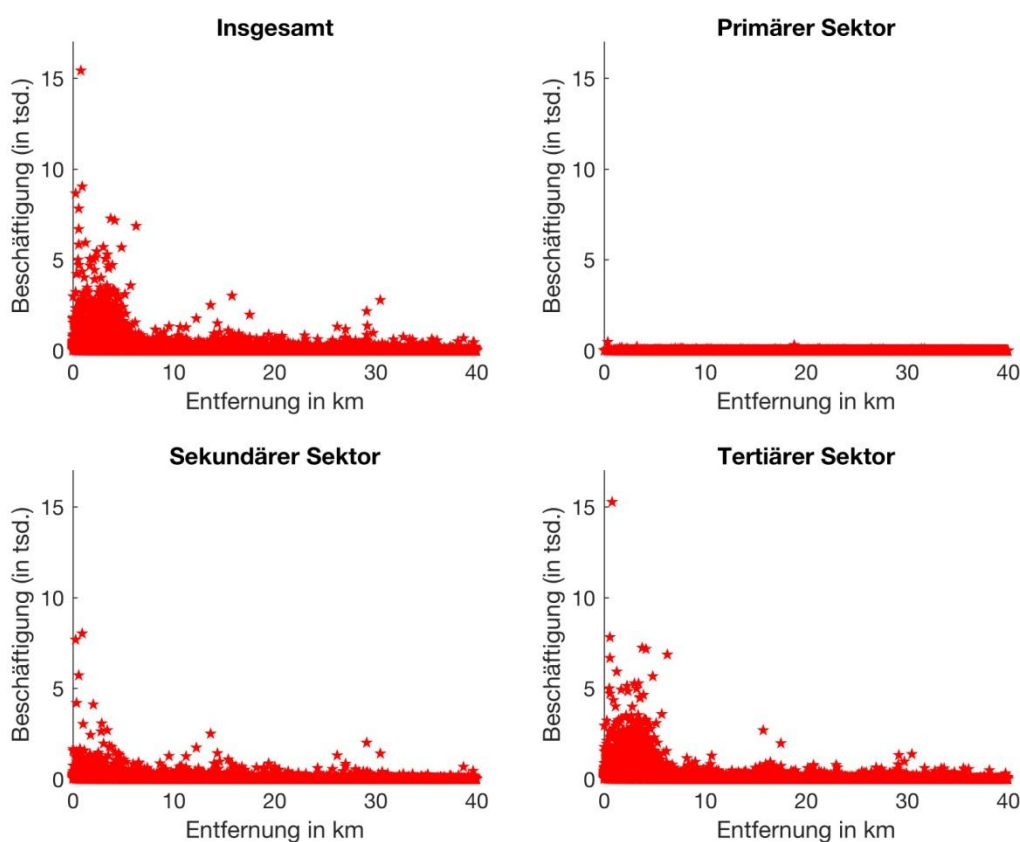 Insgesamt
Beschäftigung (in tsd.)
15
10
5
0
0 10 20 30 40
Entfernung in km
Primärer Sektor
Beschäftigung (in tsd.)
15
10
5
0
0 10 20 30 40
Entfernung in km
Sekundärer Sektor
Beschäftigung (in tsd.)
15
10
5
0
0 10 20 30 40
Entfernung in km
Tertiärer Sektor
Beschäftigung (in tsd.)
15
10
5
0
0 10 20 30 40
Entfernung in km